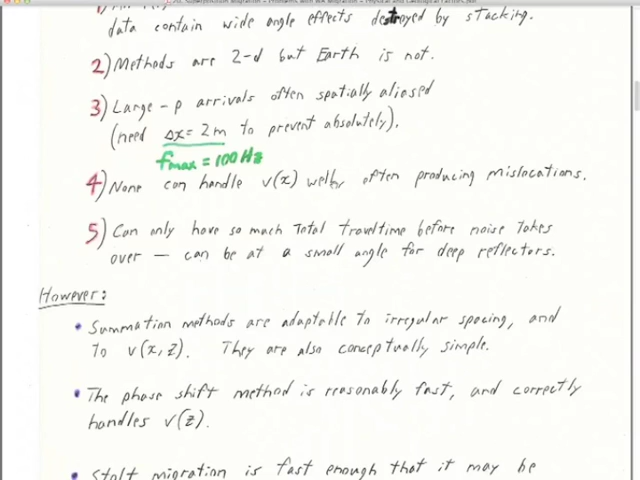 data contain wide angle effects destroyed by stacking.
2) Methods are 2-d but Earth is not.
3) Large-p arrivals often spatially aliased
(need Δx = 2m to prevent absolutely).
fmax = 100 Hz
4) None can handle v(x) well, often producing mislocations.
5) Can only have so much total traveltime before noise takes
over — can be at a small angle for deep reflectors.
However:
• Summation methods are adaptable to irregular spacing, and
to v(x,z). They are also conceptually simple.
• The phase shift method is reasonably fast, and correctly
handles v(z).
• Stolt migration is fast enough that it may be